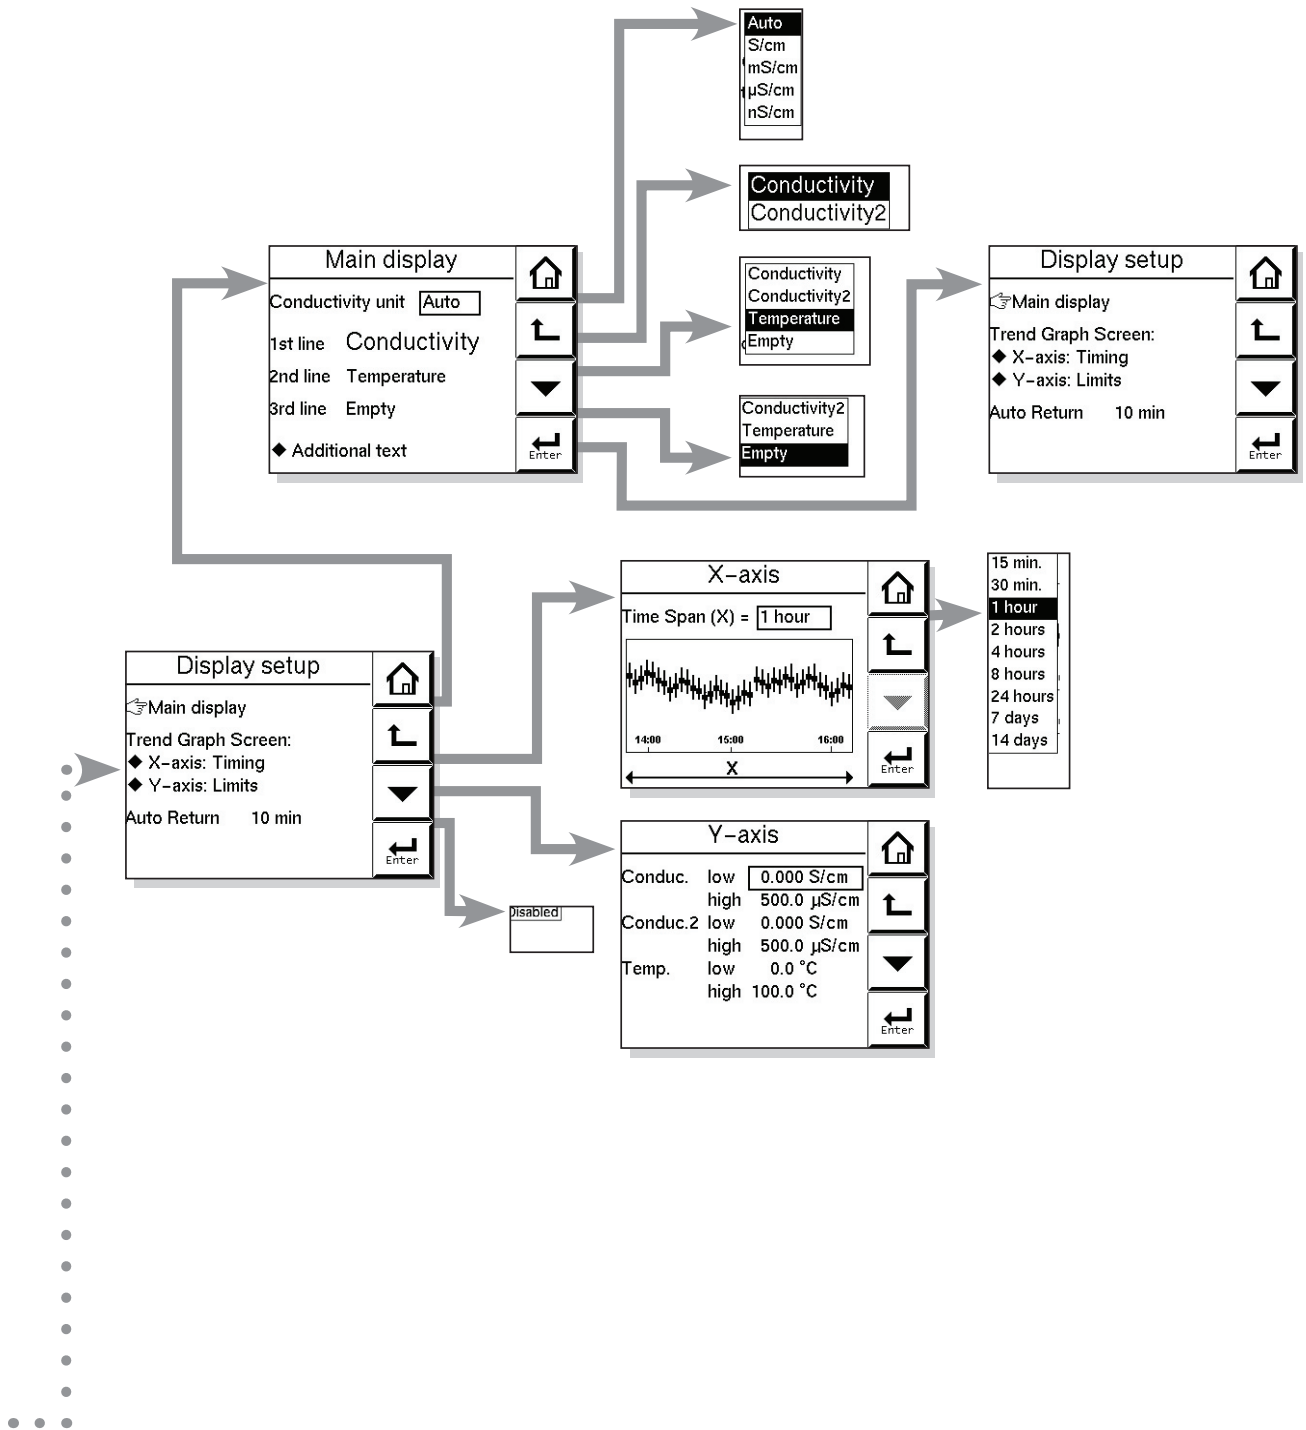 Auto
S/cm
mS/cm
µS/cm
nS/cm
Conductivity
Conductivity2
Main display
Conductivity unit Auto
1st line Conductivity
2nd line Temperature
3rd line Empty
Additional text
Enter
Conductivity
Conductivity2
Temperature
Empty
Conductivity2
Temperature
Empty
Display setup
Main display
Trend Graph Screen:
X-axis: Timing
Y-axis: Limits
Auto Return 10 min
Enter
Display setup
Main display
Trend Graph Screen:
X-axis: Timing
Y-axis: Limits
Auto Return 10 min
Enter
X-axis
Time Span (X) = 1 hour
14:00 15:00 16:00
X
Enter
15 min.
30 min.
1 hour
2 hours
4 hours
8 hours
24 hours
7 days
14 days
Disabled
Y-axis
Conduc. low 0.000 S/cm
high 500.0 µS/cm
Conduc.2 low 0.000 S/cm
high 500.0 µS/cm
Temp. low 0.0 °C
high 100.0 °C
Enter